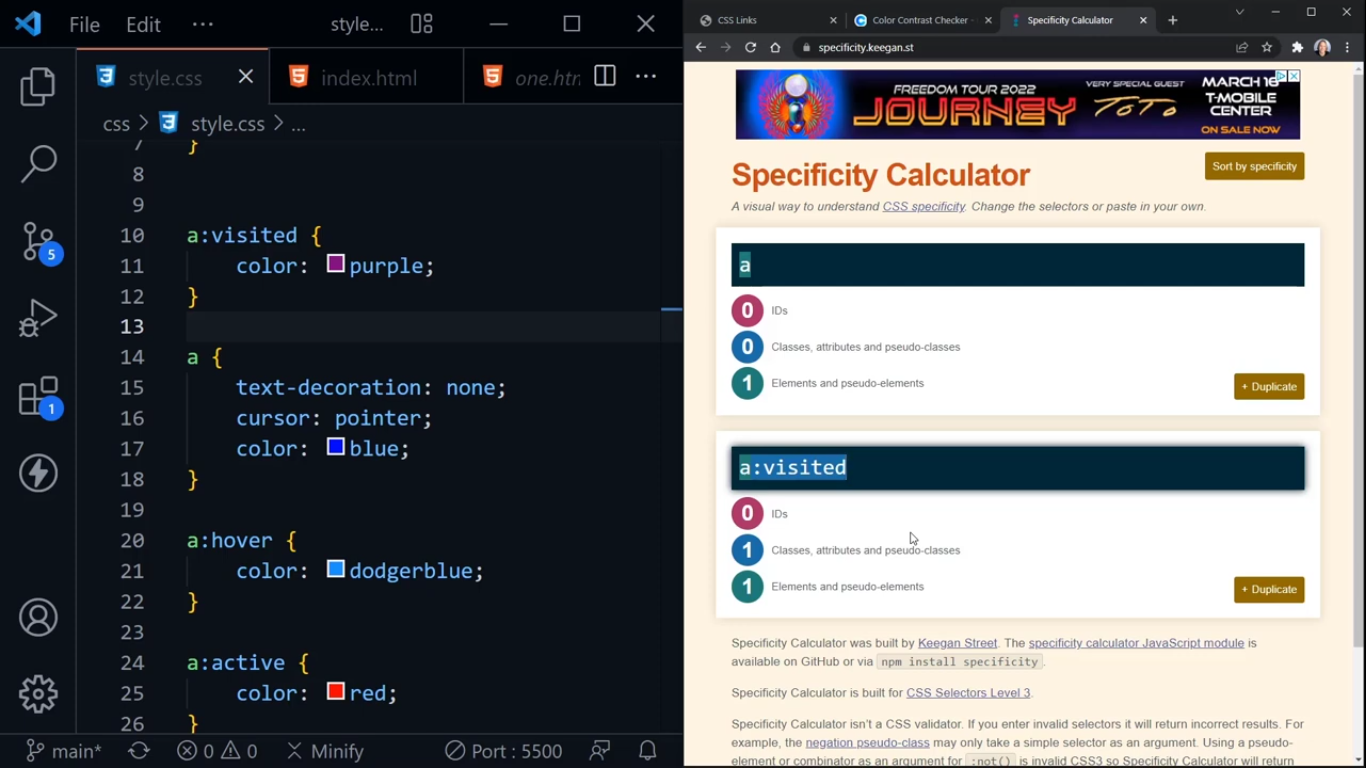 File Edit ··· style...
style.css index.html one.htr ···
css > style.css > ...
7 }
8
9
10 a:visited {
11 color: purple;
12 }
13
14 a {
15 text-decoration: none;
16 cursor: pointer;
17 color: blue;
18 }
19
20 a:hover {
21 color: dodgerblue;
22 }
23
24 a:active {
25 color: red;
26 }
5
1
main* 0 0 Minify Port : 5500
CSS Links Color Contrast Checker - Specificity Calculator
specificity.keegan.st
FREEDOM TOUR 2022
JOURNEY
VERY SPECIAL GUEST
TOTO
MARCH 16
T-MOBILE
CENTER
ON SALE NOW
Specificity Calculator
Sort by specificity
A visual way to understand CSS specificity. Change the selectors or paste in your own.
a
0 IDs
0 Classes, attributes and pseudo-classes
1 Elements and pseudo-elements
+ Duplicate
a:visited
0 IDs
1 Classes, attributes and pseudo-classes
1 Elements and pseudo-elements
+ Duplicate
Specificity Calculator was built by Keegan Street. The specificity calculator JavaScript module is
available on GitHub or via npm install specificity.
Specificity Calculator is built for CSS Selectors Level 3.
Specificity Calculator isn't a CSS validator. If you enter invalid selectors it will return incorrect results. For
example, the negation pseudo-class may only take a simple selector as an argument. Using a pseudo-
element or combinator as an argument for :not() is invalid CSS3 so Specificity Calculator will return